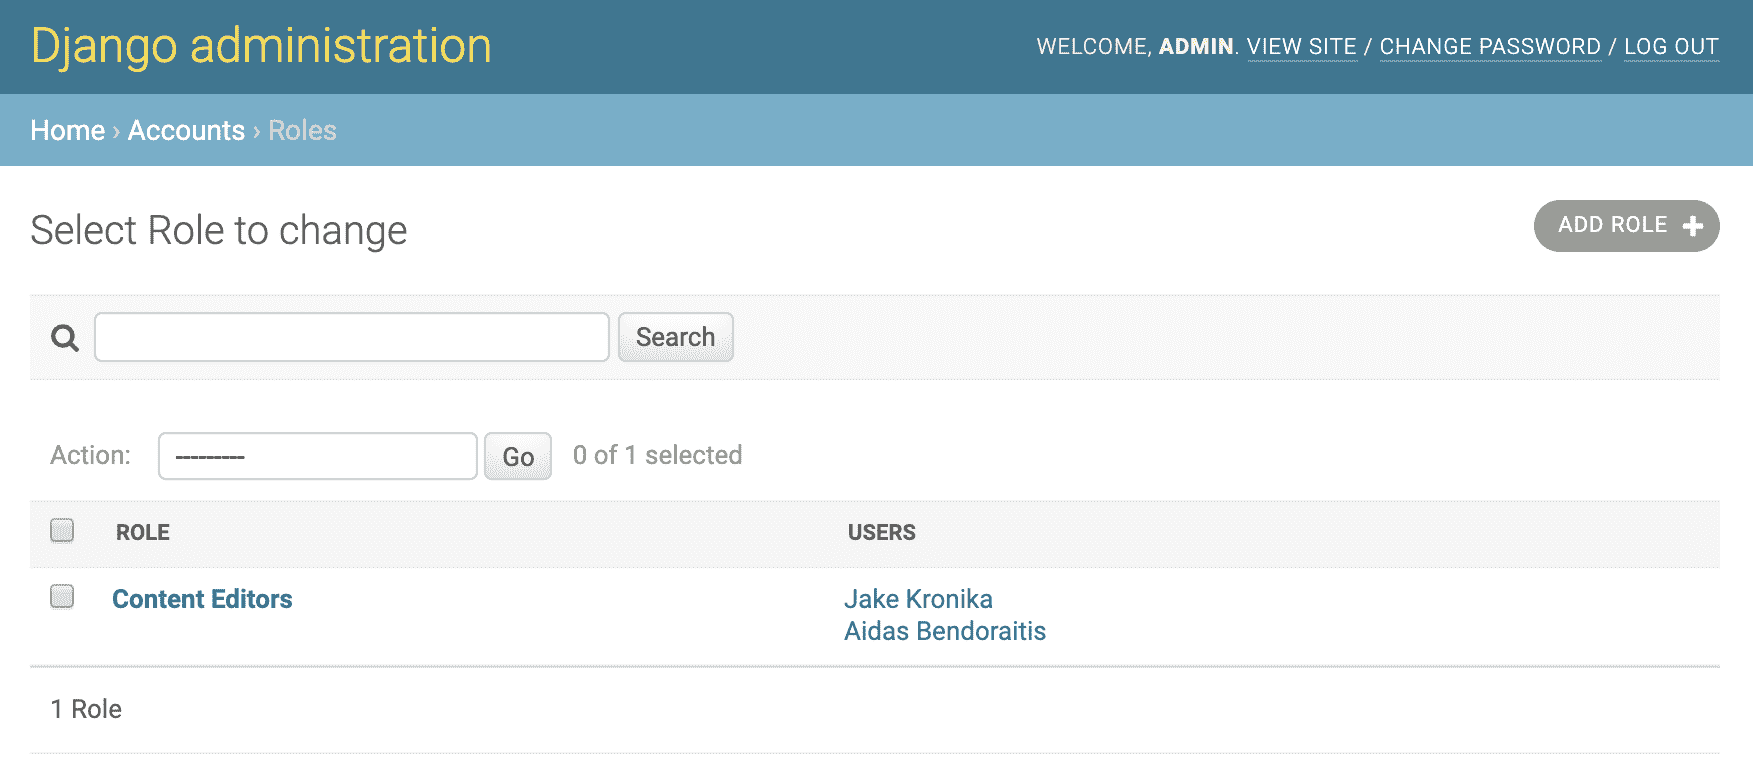 Django administration
WELCOME, ADMIN. VIEW SITE / CHANGE PASSWORD / LOG OUT
Home › Accounts › Roles
Select Role to change
ADD ROLE +
Search
Action: --------- Go 0 of 1 selected
ROLE USERS
Content Editors Jake Kronika
Aidas Bendoraitis
1 Role